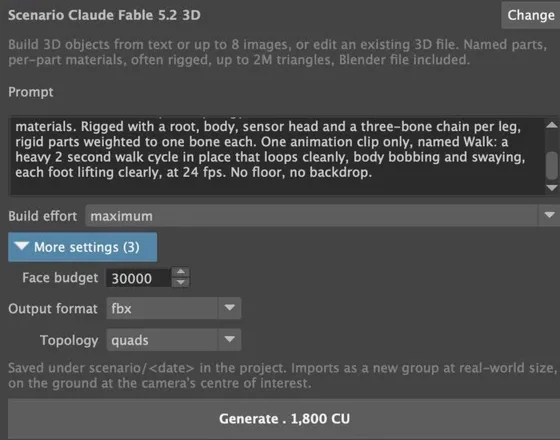 Scenario Claude Fable 5.2 3D
Change
Build 3D objects from text or up to 8 images, or edit an existing 3D file. Named parts,
per-part materials, often rigged, up to 2M triangles, Blender file included.
Prompt
materials. Rigged with a root, body, sensor head and a three-bone chain per leg,
rigid parts weighted to one bone each. One animation clip only, named Walk: a
heavy 2 second walk cycle in place that loops cleanly, body bobbing and swaying,
each foot lifting clearly, at 24 fps. No floor, no backdrop.
Build effort maximum
More settings (3)
Face budget 30000
Output format fbx
Topology quads
Saved under scenario/<date> in the project. Imports as a new group at real-world size,
on the ground at the camera's centre of interest.
Generate . 1,800 CU